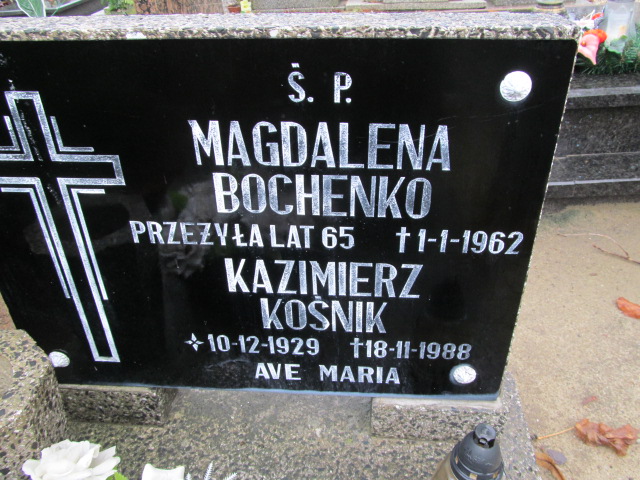 Ś. P.
MAGDALENA
BOCHENKO
PRZEŻYŁA LAT 65 †1-1-1962
KAZIMIERZ
KOŚNIK
✧10-12-1929 †18-11-1988
AVE MARIA